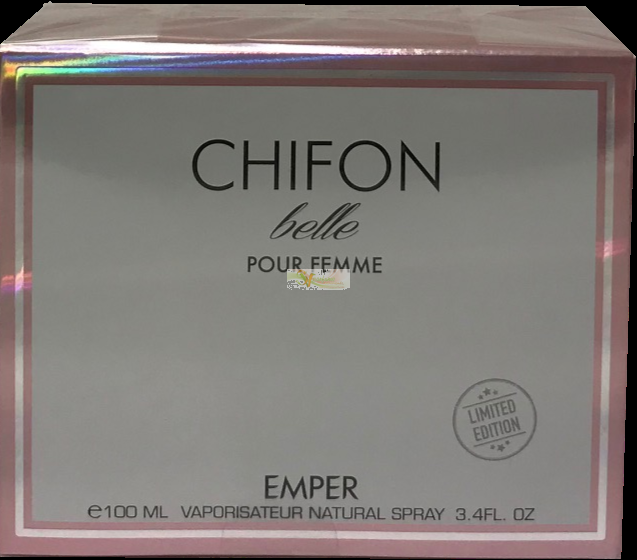 CHIFON
belle
POUR FEMME
LIMITED
EDITION
EMPER
℮100 ML VAPORISATEUR NATURAL SPRAY 3.4FL. OZ